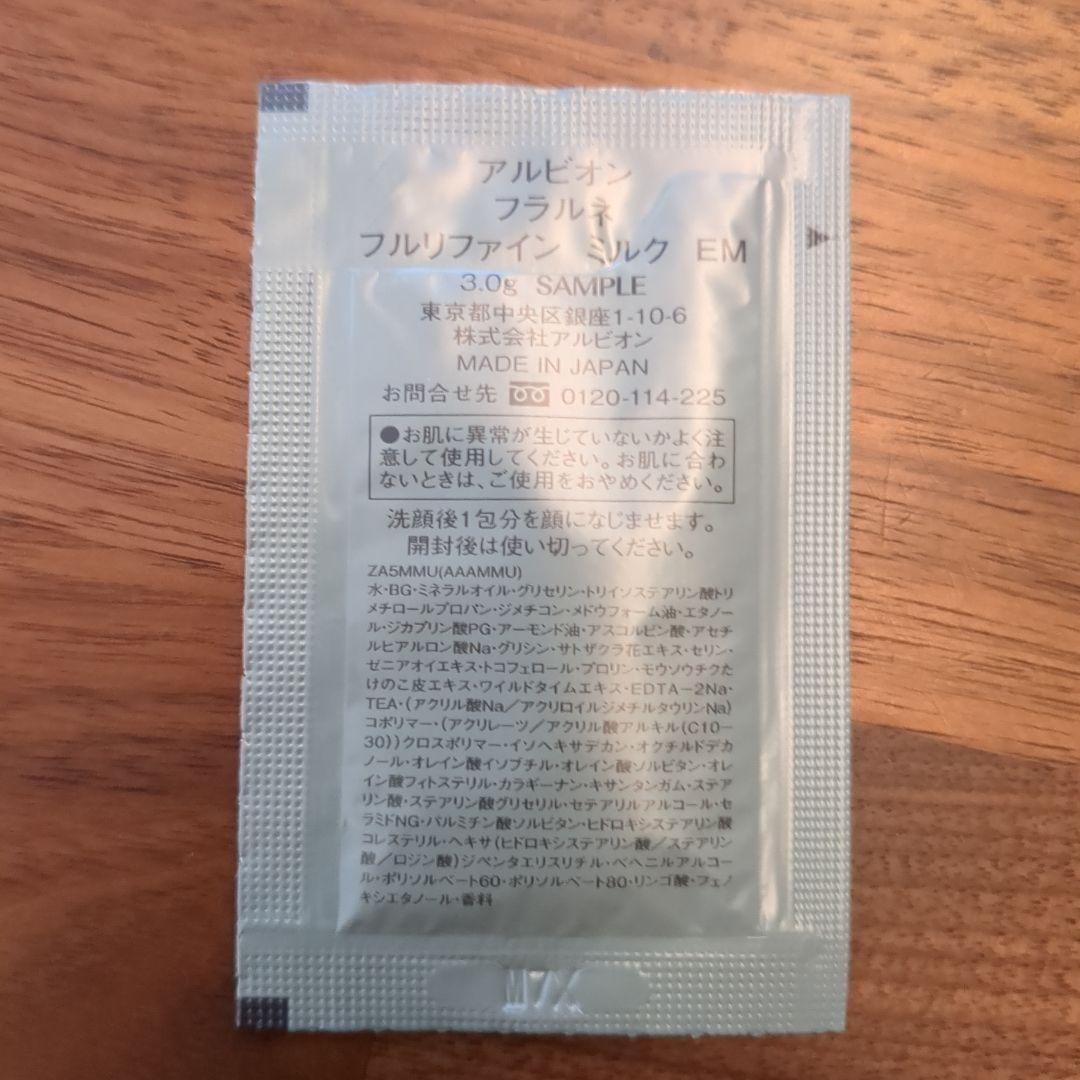 アルビオン
フラルネ
フルリファイン ミルク EM
3.0g SAMPLE
東京都中央区銀座1-10-6
株式会社アルビオン
MADE IN JAPAN
お問合せ先 0120-114-225
●お肌に異常が生じていないかよく注
意して使用してください。お肌に合わ
ないときは、ご使用をおやめください。
洗顔後1包分を顔になじませます。
開封後は使い切ってください。
ZA5MMU(AAAMMU)
水・BG・ミネラルオイル・グリセリン・トリイソステアリン酸トリ
メチロールプロパン・ジメチコン・メドウフォーム油・エタノー
ル・ジカプリン酸PG・アーモンド油・アスコルビン酸・アセチ
ルヒアルロン酸Na・グリシン・サトザクラ花エキス・セリン・
ゼニアオイエキス・トコフェロール・プロリン・モウソウチクた
けのこ皮エキス・ワイルドタイムエキス・EDTA-2Na・
TEA・(アクリル酸Na/アクリロイルジメチルタウリンNa)
コポリマー・(アクリレーツ/アクリル酸アルキル(C10-
30))クロスポリマー・イソヘキサデカン・オクチルドデカ
ノール・オレイン酸イソブチル・オレイン酸ソルビタン・オレ
イン酸フィトステリル・カラギーナン・キサンタンガム・ステア
リン酸・ステアリン酸グリセリル・セテアリルアルコール・セ
ラミドNG・パルミチン酸ソルビタン・ヒドロキシステアリン酸
コレステリル・ヘキサ(ヒドロキシステアリン酸/ステアリン
酸/ロジン酸)ジペンタエリスリチル・ベヘニルアルコー
ル・ポリソルベート60・ポリソルベート80・リンゴ酸・フェノ
キシエタノール・香料